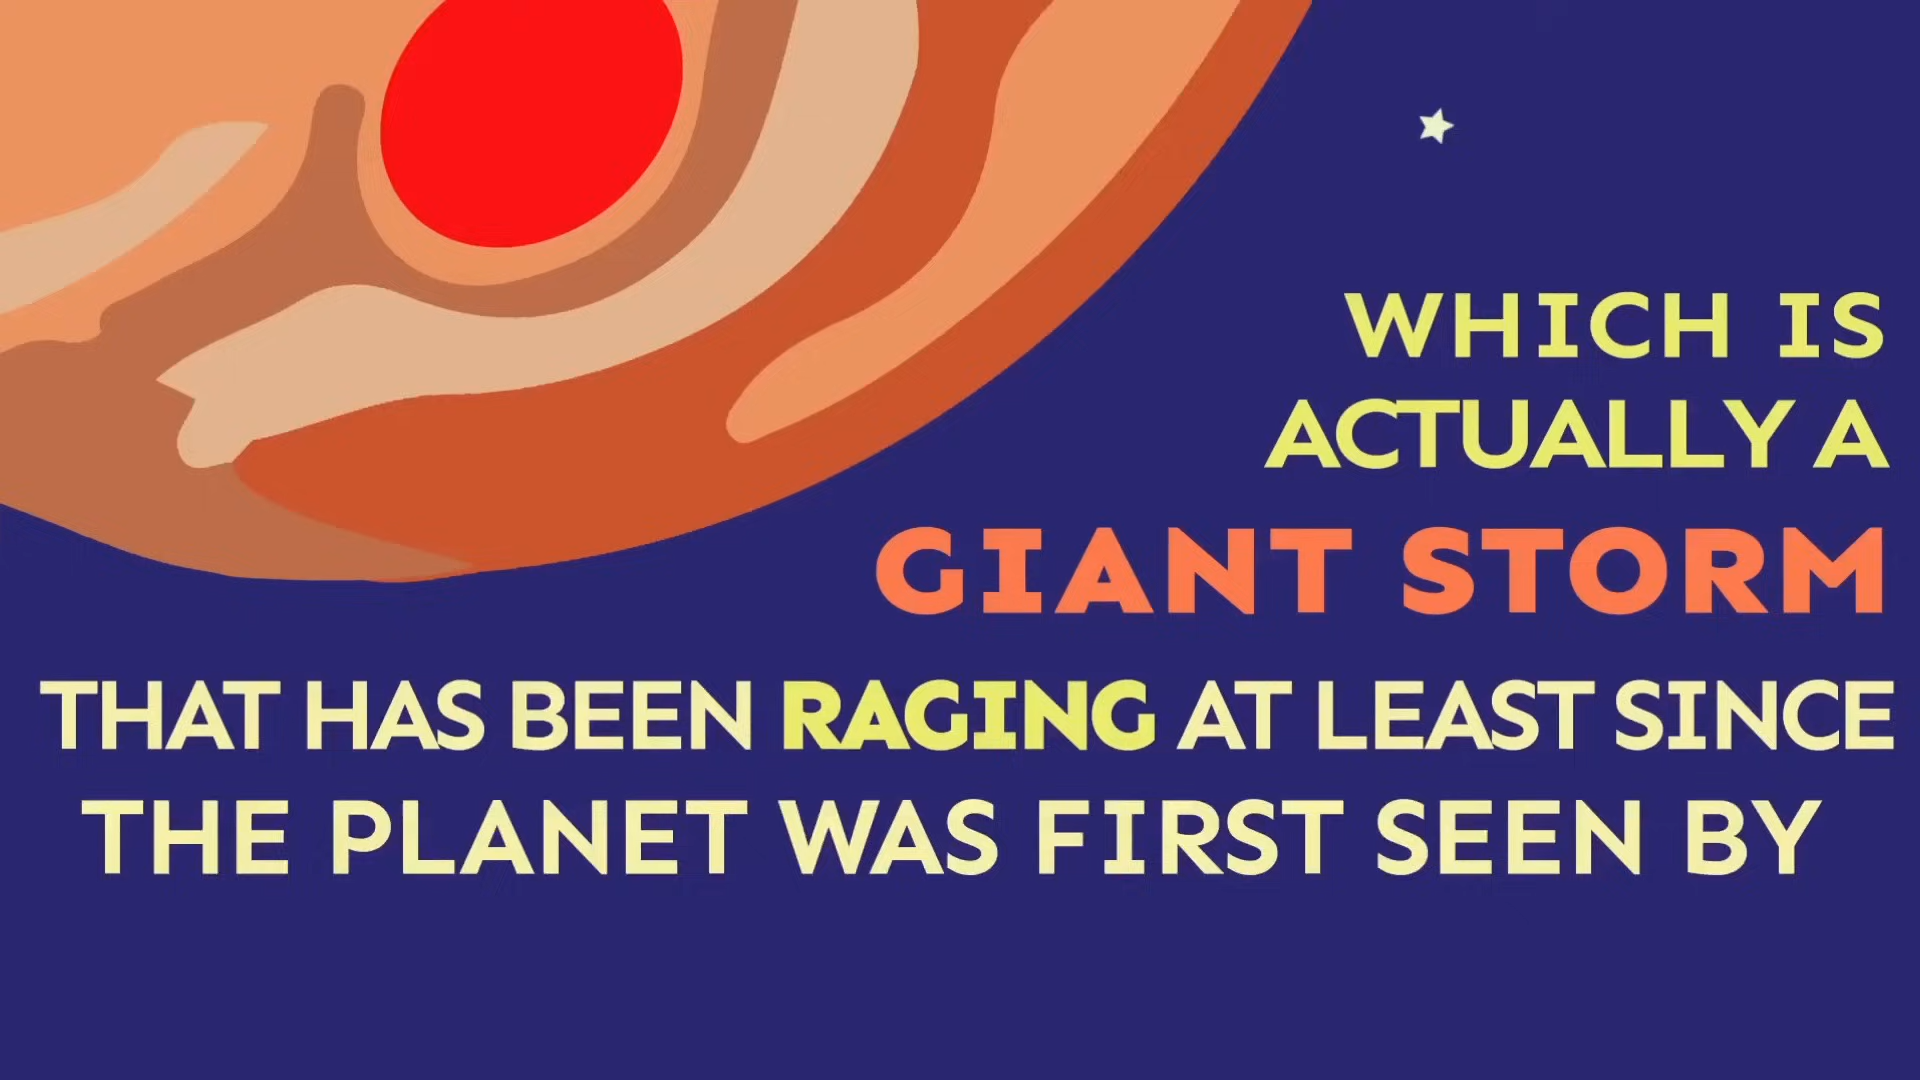 WHICH IS
ACTUALLY A
GIANT STORM
THAT HAS BEEN RAGING AT LEAST SINCE
THE PLANET WAS FIRST SEEN BY